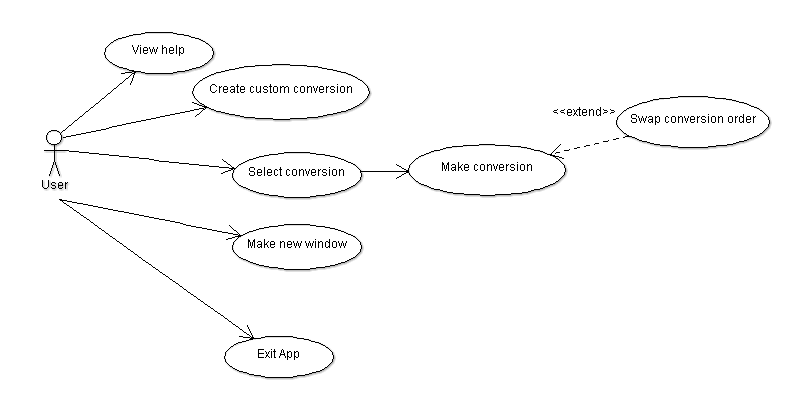 View help
Create custom conversion
<<extend>>
Swap conversion order
Select conversion
Make conversion
User
Make new window
Exit App